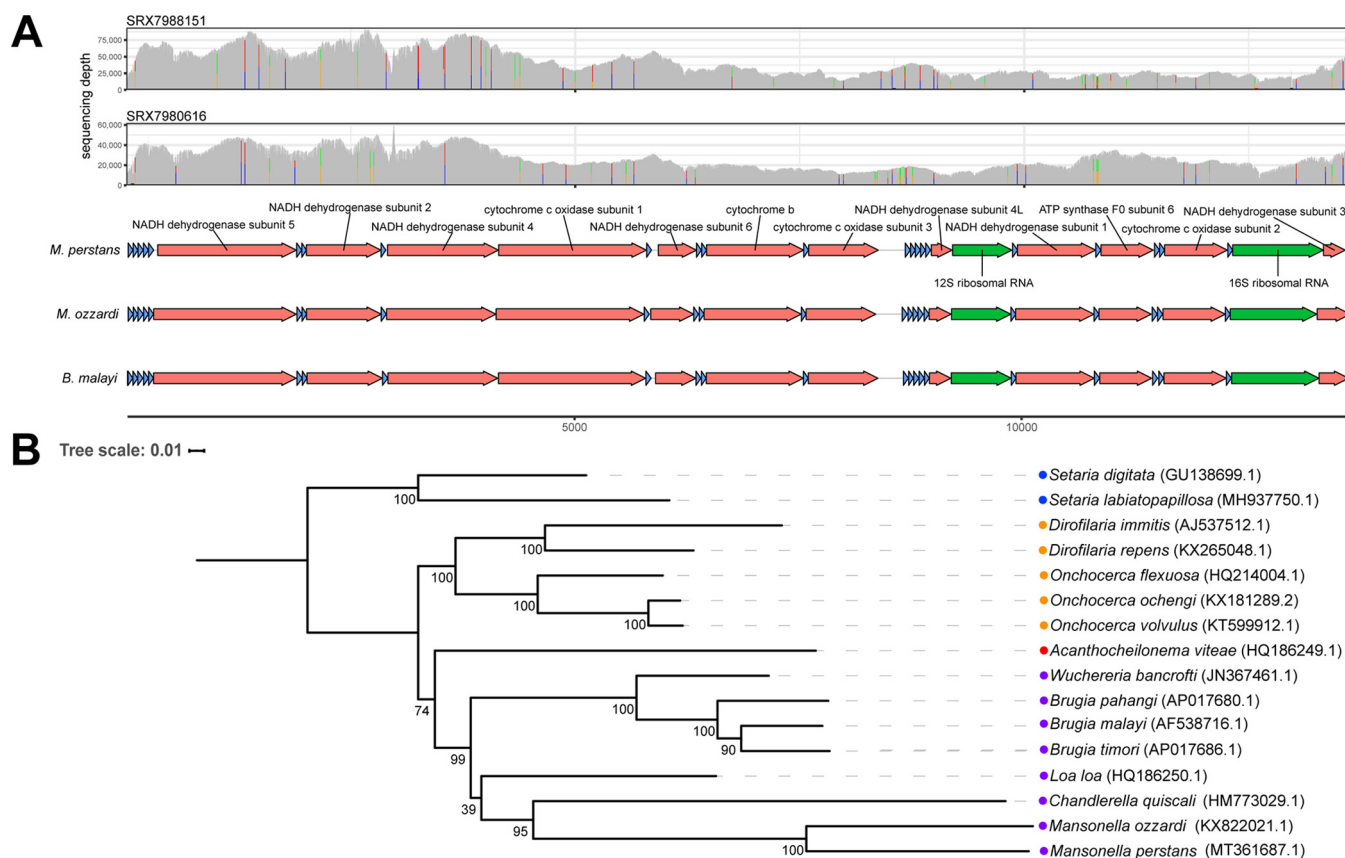 A
SRX7988151
75,000
50,000
25,000
0
SRX7980616
60,000
40,000
20,000
0
sequencing depth
NADH dehydrogenase subunit 2 cytochrome c oxidase subunit 1 cytochrome b NADH dehydrogenase subunit 4L ATP synthase F0 subunit 6 NADH dehydrogenase subunit 3
NADH dehydrogenase subunit 5 NADH dehydrogenase subunit 4 NADH dehydrogenase subunit 6 cytochrome c oxidase subunit 3 NADH dehydrogenase subunit 1 cytochrome c oxidase subunit 2
M. perstans
12S ribosomal RNA 16S ribosomal RNA
M. ozzardi
B. malayi
5000 10000
B
Tree scale: 0.01
Setaria digitata (GU138699.1)
100
Setaria labiatopapillosa (MH937750.1)
Dirofilaria immitis (AJ537512.1)
100
Dirofilaria repens (KX265048.1)
100
Onchocerca flexuosa (HQ214004.1)
100
Onchocerca ochengi (KX181289.2)
100
Onchocerca volvulus (KT599912.1)
Acanthocheilonema viteae (HQ186249.1)
74
Wuchereria bancrofti (JN367461.1)
100
Brugia pahangi (AP017680.1)
100
Brugia malayi (AF538716.1)
90
Brugia timori (AP017686.1)
99
Loa loa (HQ186250.1)
39
Chandlerella quiscali (HM773029.1)
95
Mansonella ozzardi (KX822021.1)
100
Mansonella perstans (MT361687.1)